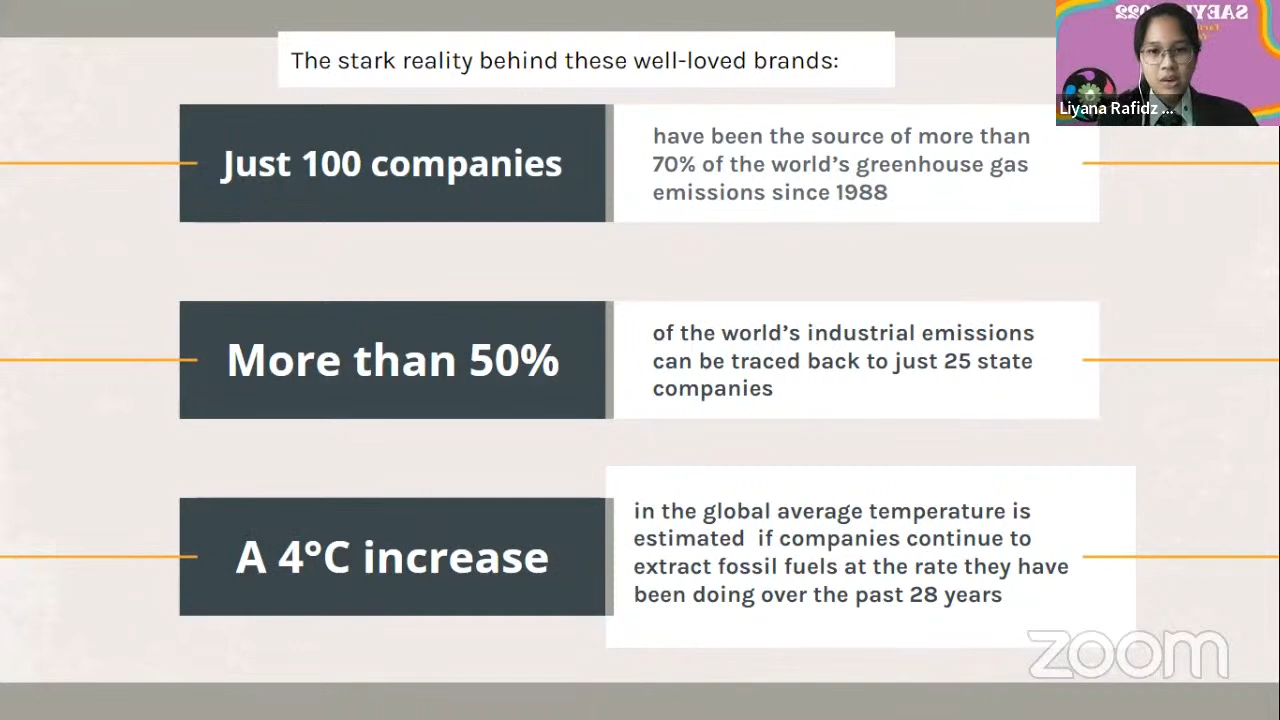 The stark reality behind these well-loved brands:
Just 100 companies
have been the source of more than
70% of the world's greenhouse gas
emissions since 1988
More than 50%
of the world's industrial emissions
can be traced back to just 25 state
companies
A 4°C increase
in the global average temperature is
estimated if companies continue to
extract fossil fuels at the rate they have
been doing over the past 28 years
Liyana Rafidz ...
zoom